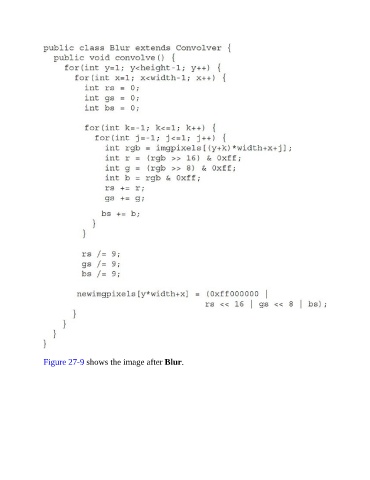 public class Blur extends Convolver {
public void convolve() {
for(int y=1; y<height-1; y++) {
for(int x=1; x<width-1; x++) {
int rs = 0;
int gs = 0;
int bs = 0;
for(int k=-1; k<=1; k++) {
for(int j=-1; j<=1; j++) {
int rgb = imgpixels[(y+k)*width+x+j];
int r = (rgb >> 16) & 0xff;
int g = (rgb >> 8) & 0xff;
int b = rgb & 0xff;
rs += r;
gs += g;
bs += b;
}
}
rs /= 9;
gs /= 9;
bs /= 9;
newimgpixels[y*width+x] = (0xff000000 |
rs << 16 | gs << 8 | bs);
}
}
}
}
Figure 27-9 shows the image after Blur.